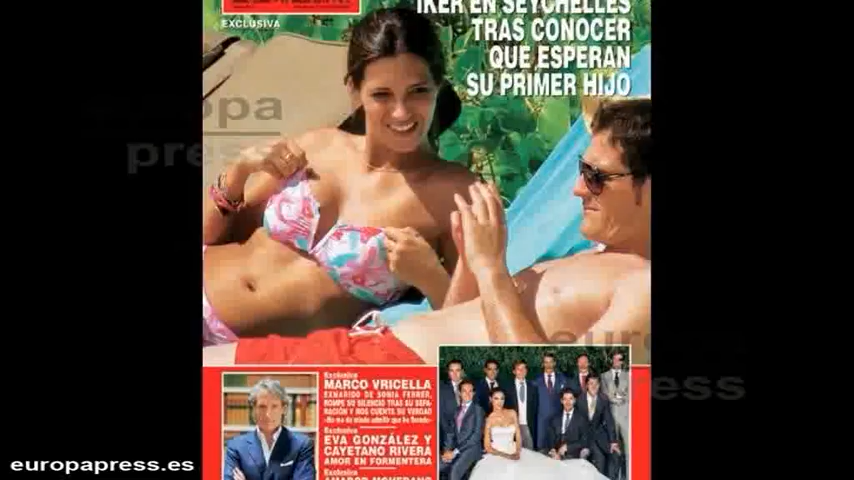 EXCLUSIVA
IKER EN SEYCHELLES
TRAS CONOCER
QUE ESPERAN
SU PRIMER HIJO
europa
press
europa
press
Exclusiva
MARCO VRICELLA
EXMARIDO DE SONIA FERRER,
ROMPE SU SILENCIO TRAS SU SEPA-
RACIÓN Y NOS CUENTA SU VERDAD
Exclusiva
EVA GONZÁLEZ Y
CAYETANO RIVERA
AMOR EN FORMENTERA
Exclusiva
europapress.es